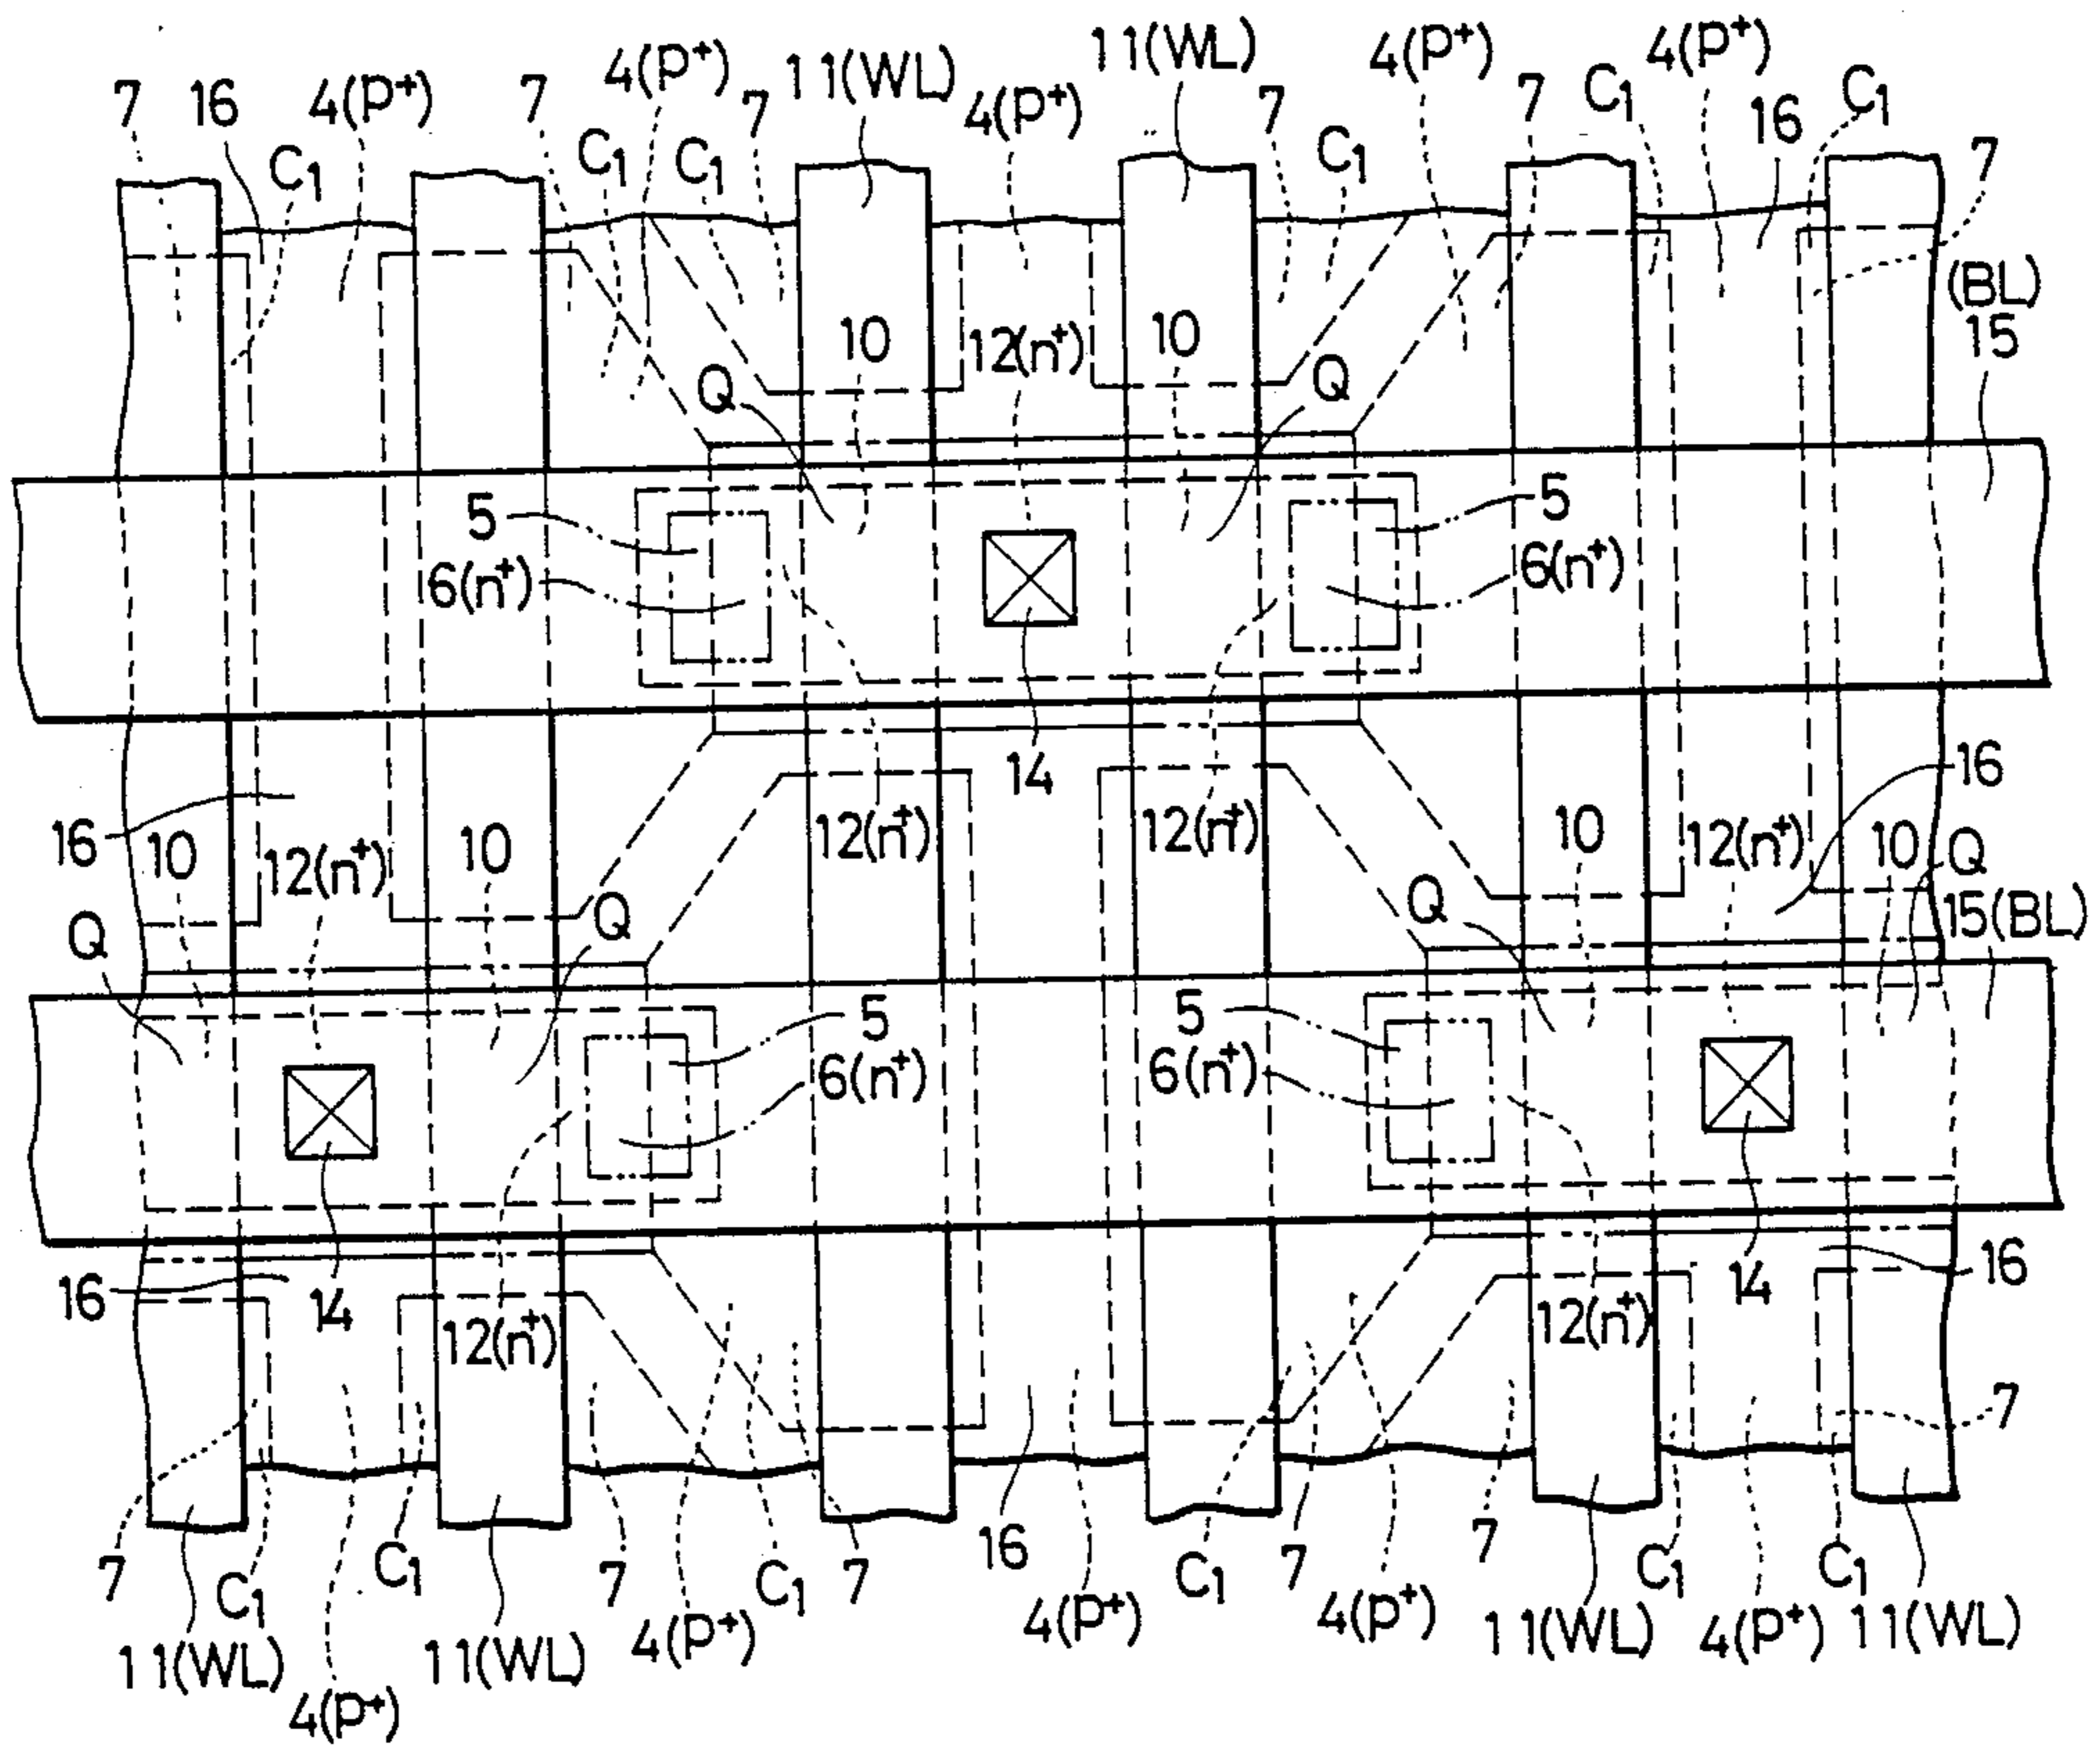 7 16 4(P+) 7 4(P+) 7 11(WL) 4(P+) 11(WL) 7 4(P+) 7 C1 4(P+) 16 C1 7
C1 C1 C1 C1
(BL)
15
10 12(n+) 10
Q Q
5 5
6(n+) 6(n+)
14 16
16 10 12(n+) 10 12(n+) 12(n+) 10 12(n+) 10 Q
Q Q Q 15(BL)
5 5
6(n+) 6(n+)
16 14 12(n+) 12(n+) 14 16
7
7 C1 C1 7 C1 7 16 C1 7 7 C1 C1
11(WL) 4(P+) 11(WL) 4(P+) 4(P+) 4(P+) 11(WL) 4(P+) 11(WL)